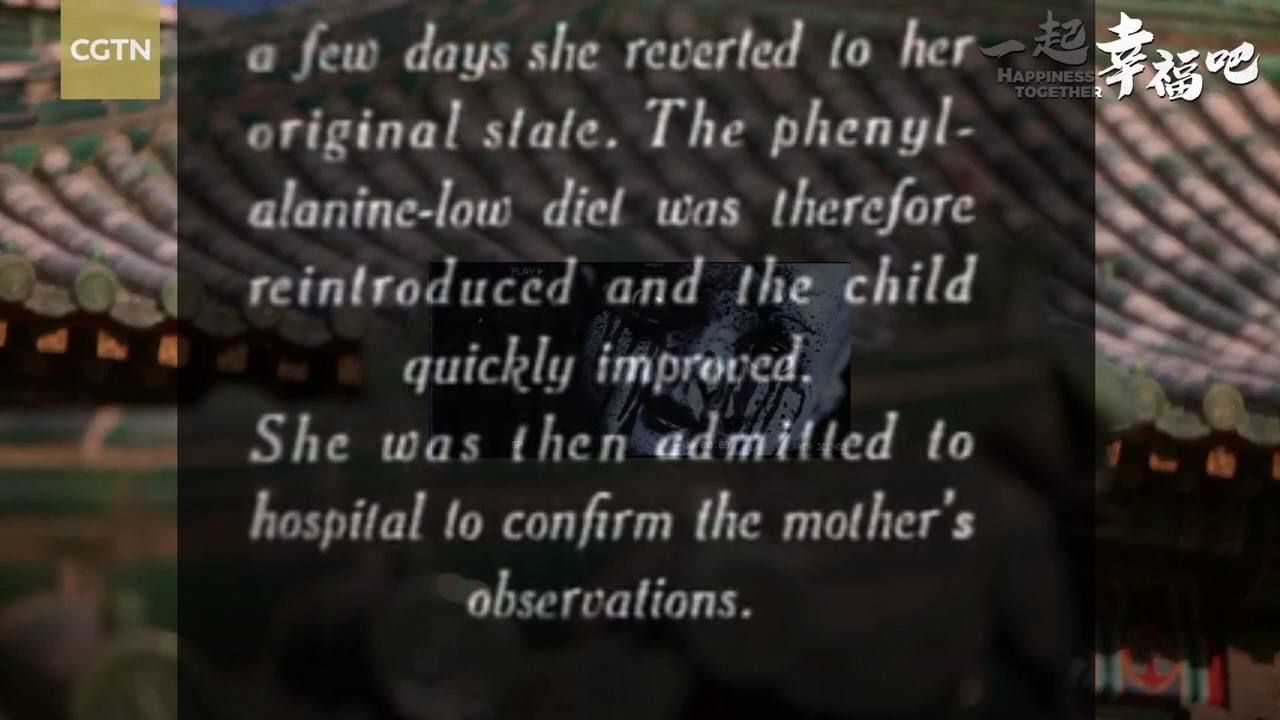 CGTN
一起幸福吧
HAPPINESS
TOGETHER
a few days she reverted to her
original state. The phenyl-
alanine-low diet was therefore
reintroduced and the child
quickly improved.
She was then admitted to
hospital to confirm the mother's
observations.
PLAY
SP